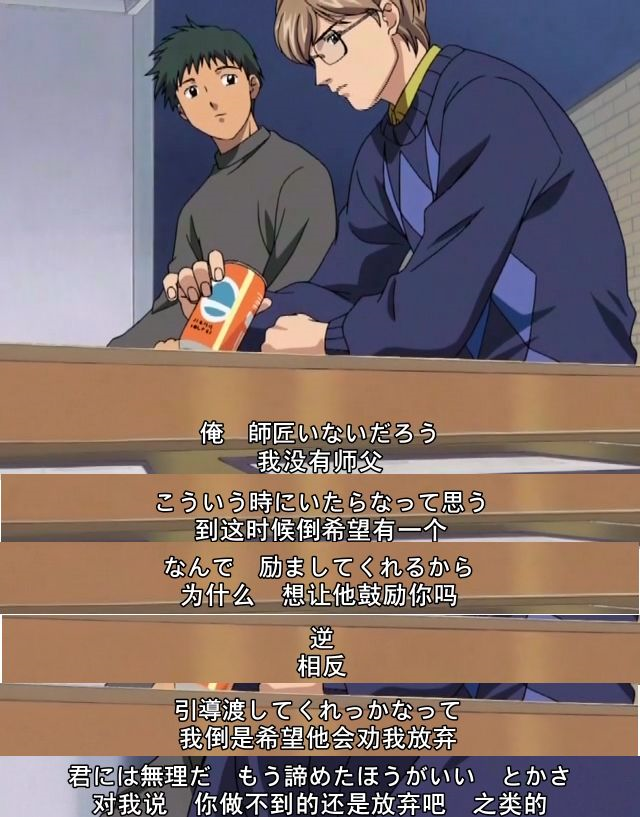 俺　師匠いないだろう
我没有师父
こういう時にいたらなって思う
到这时候倒希望有一个
なんで　励ましてくれるから
为什么　想让他鼓励你吗
逆
相反
引導渡してくれっかなって
我倒是希望他会劝我放弃
君には無理だ　もう諦めたほうがいい　とかさ
对我说　你做不到的还是放弃吧　之类的